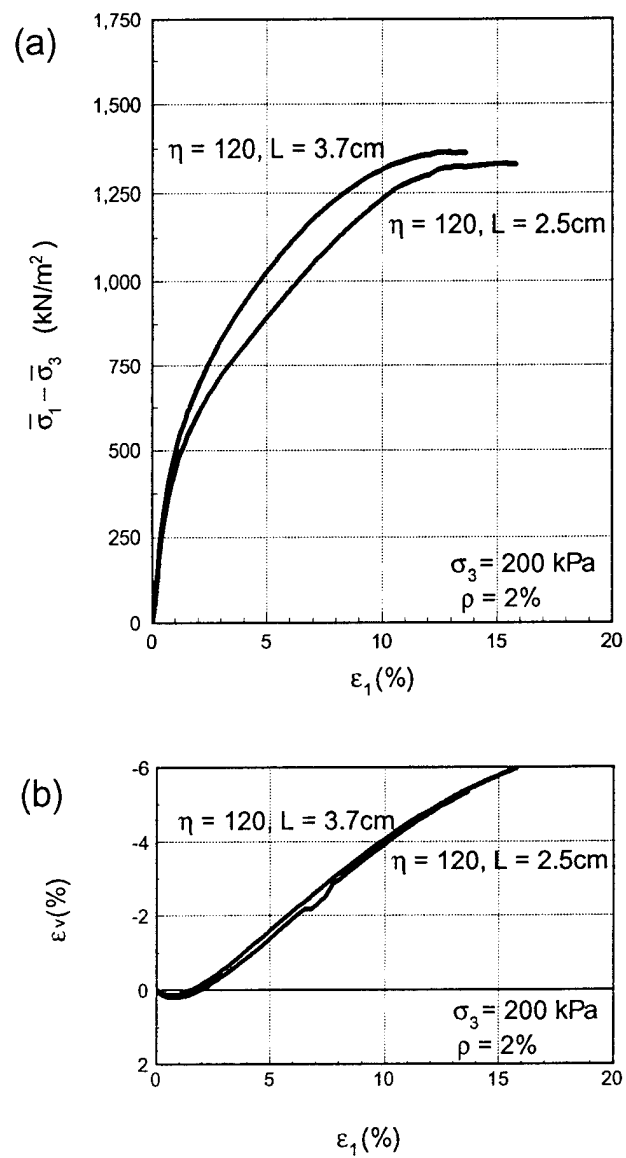 (a)
1,750
1,500
1,250
1,000
750
500
250
0
σ̅₁ – σ̅₃ (kN/m²)
η = 120, L = 3.7cm
η = 120, L = 2.5cm
σ₃ = 200 kPa
ρ = 2%
0 5 10 15 20
ε₁(%)
(b)
-6
-4
-2
0
2
εᵥ(%)
η = 120, L = 3.7cm
η = 120, L = 2.5cm
σ₃ = 200 kPa
ρ = 2%
0 5 10 15 20
ε₁(%)